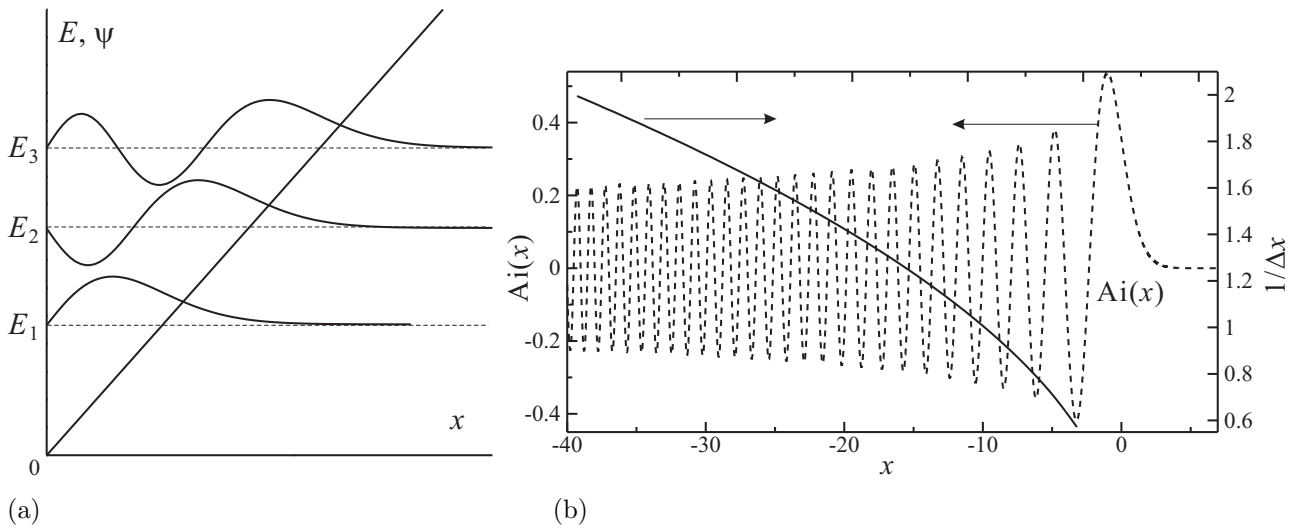 E, ψ
E₃
E₂
E₁
x
0
(a)
Ai(x)
0.4
0.2
0
-0.2
-0.4
-40
-30
-20
-10
0
x
Ai(x)
2
1.8
1.6
1.4
1.2
1
0.8
0.6
1/Δx
(b)